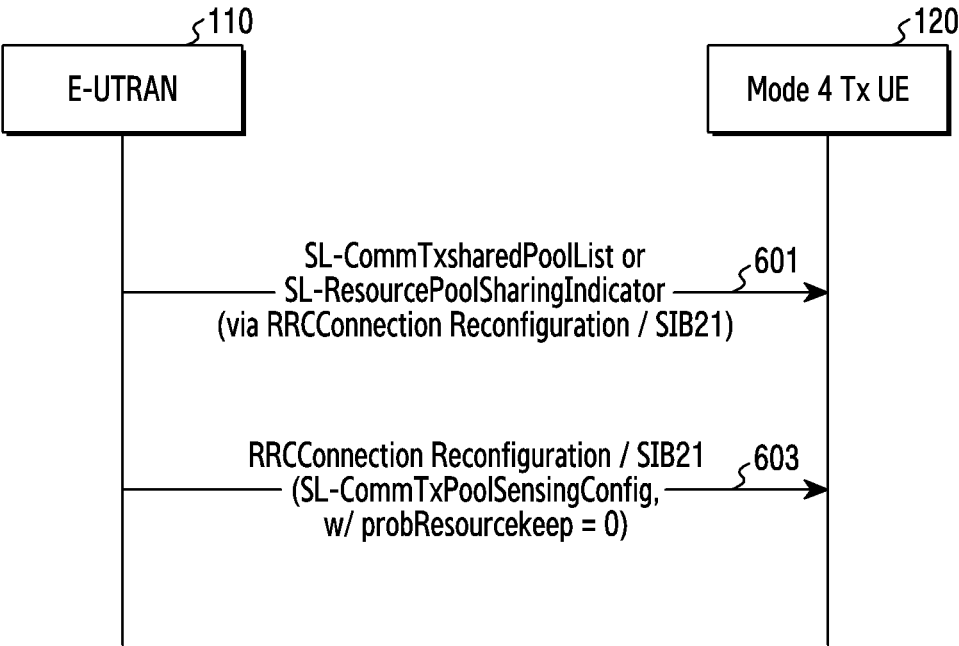 110
120
E-UTRAN
Mode 4 Tx UE
SL-CommTxsharedPoolList or
601
SL-ResourcePoolSharingIndicator
(via RRCConnection Reconfiguration / SIB21)
RRCConnection Reconfiguration / SIB21
603
(SL-CommTxPoolSensingConfig,
w/ probResourcekeep = 0)